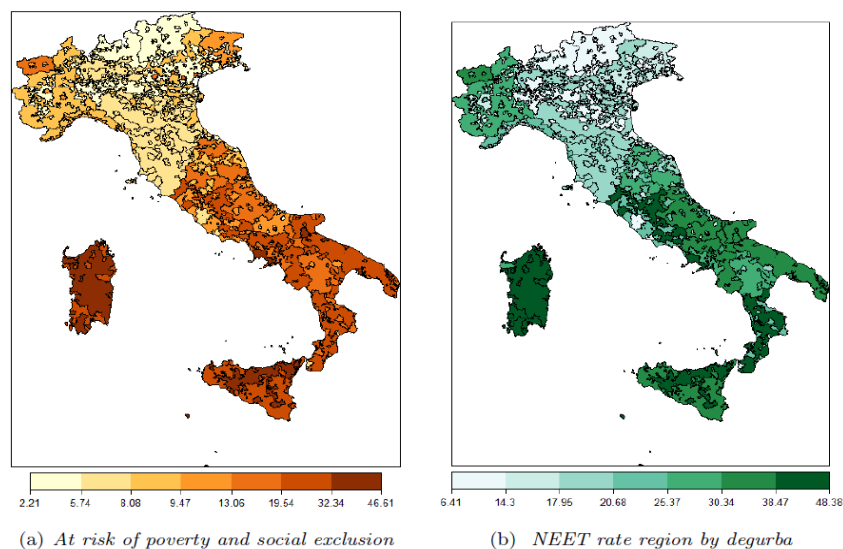 2.21 5.74 8.08 9.47 13.06 19.54 32.34 46.61
6.41 14.3 17.95 20.68 25.37 30.34 38.47 48.38
(a) At risk of poverty and social exclusion
(b) NEET rate region by degurba